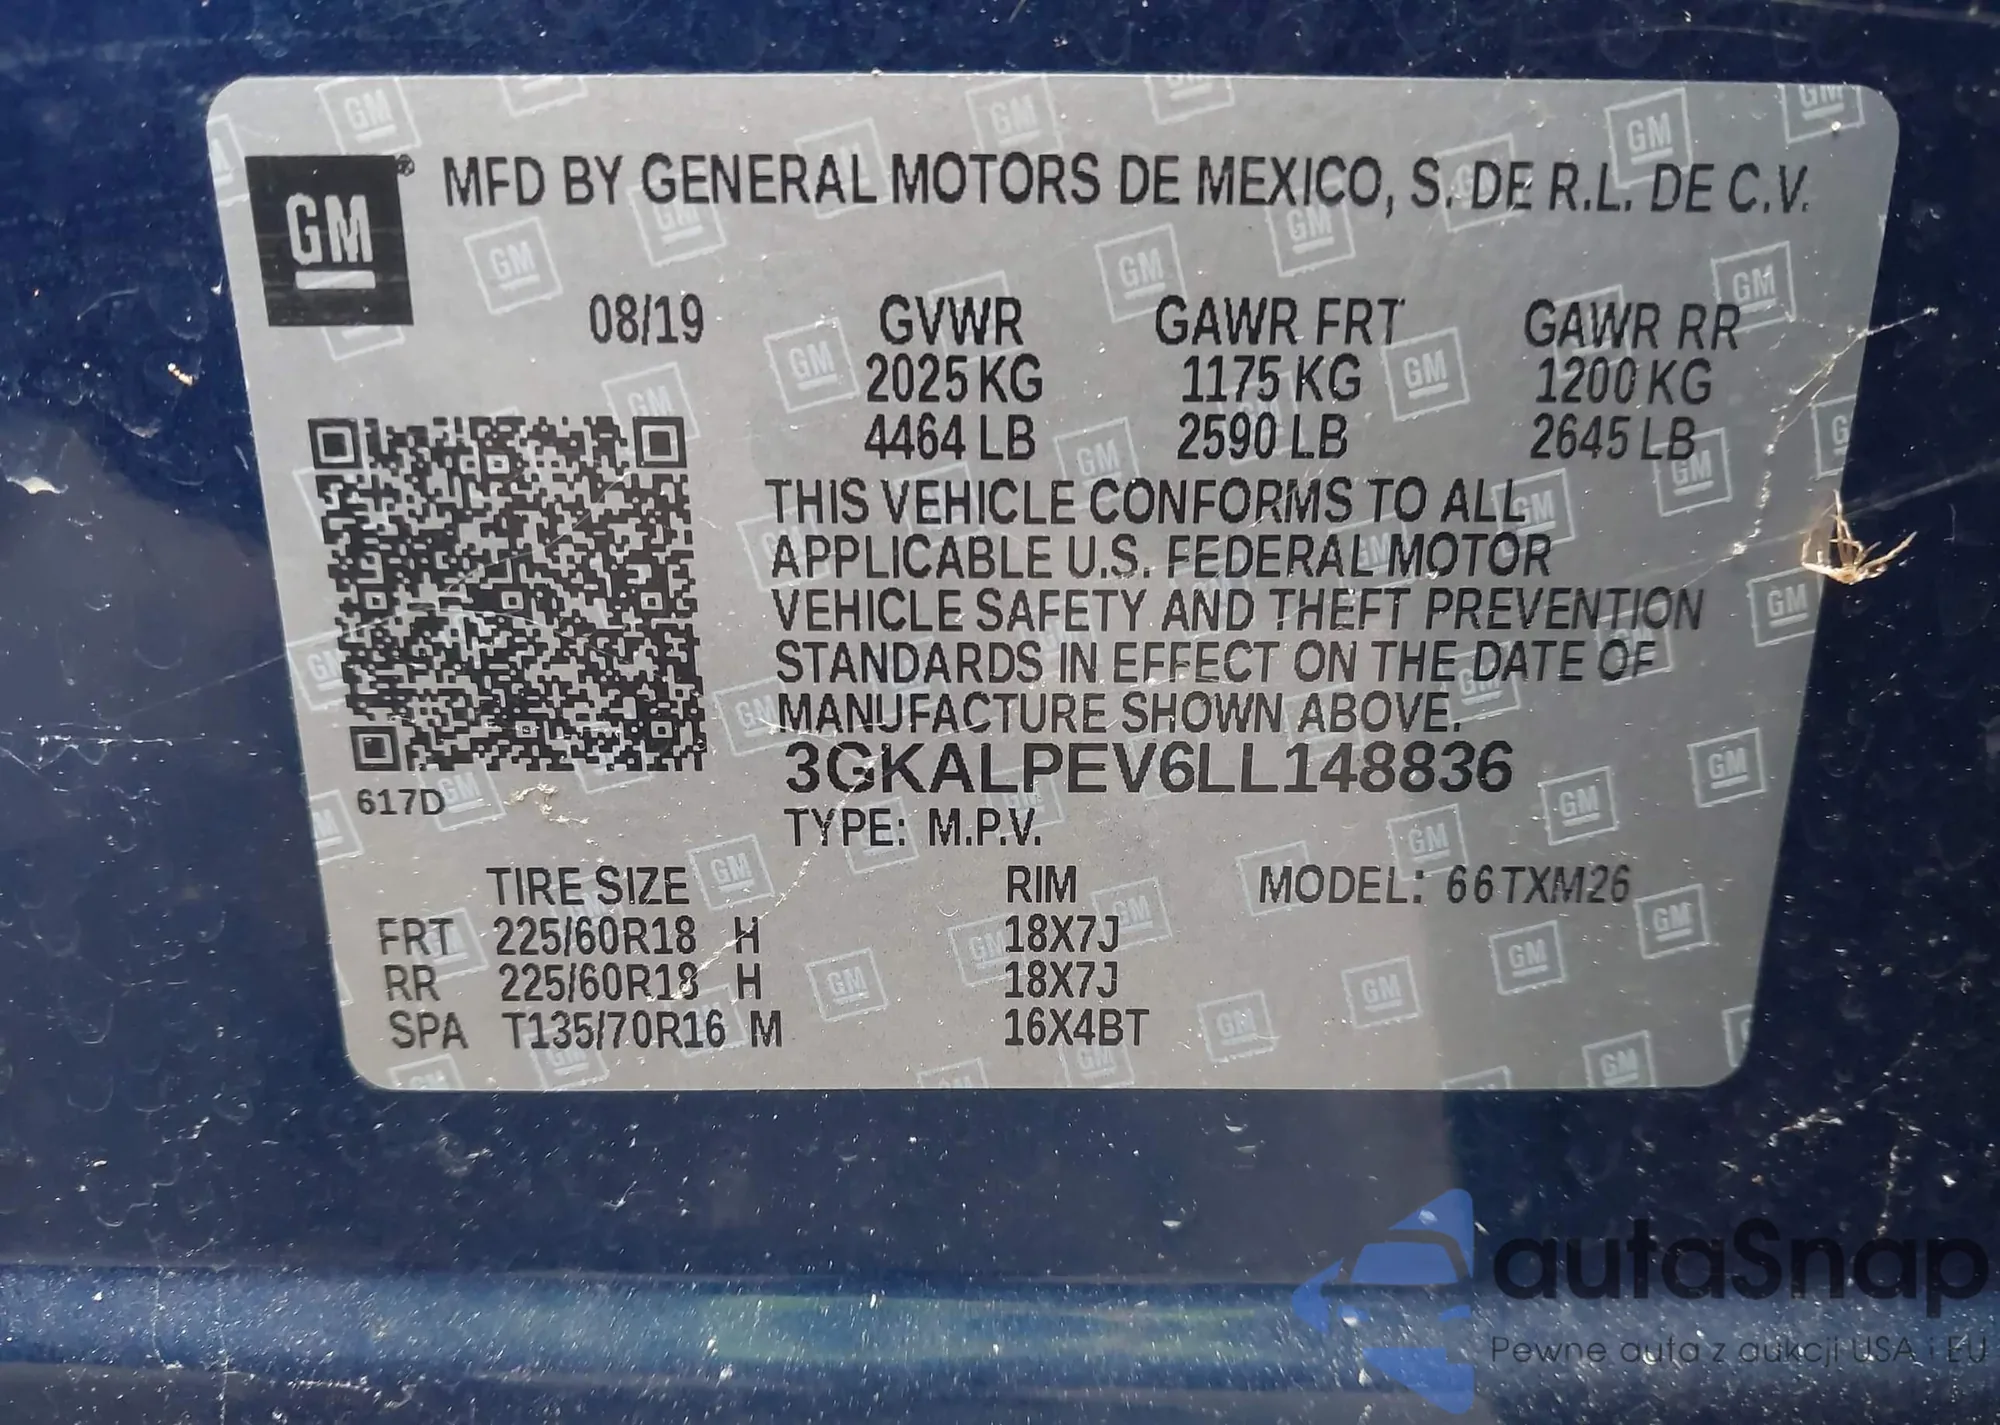 GM® MFD BY GENERAL MOTORS DE MEXICO, S. DE R.L. DE C.V.
08/19 GVWR GAWR FRT GAWR RR
2025 KG 1175 KG 1200 KG
4464 LB 2590 LB 2645 LB
THIS VEHICLE CONFORMS TO ALL
APPLICABLE U.S. FEDERAL MOTOR
VEHICLE SAFETY AND THEFT PREVENTION
STANDARDS IN EFFECT ON THE DATE OF
MANUFACTURE SHOWN ABOVE.
3GKALPEV6LL148836
617D
TYPE: M.P.V.
TIRE SIZE RIM MODEL: 66TXM26
FRT 225/60R18 H 18X7J
RR 225/60R18 H 18X7J
SPA T135/70R16 M 16X4BT
autaSnap
Pewne auta z aukcji USA i EU